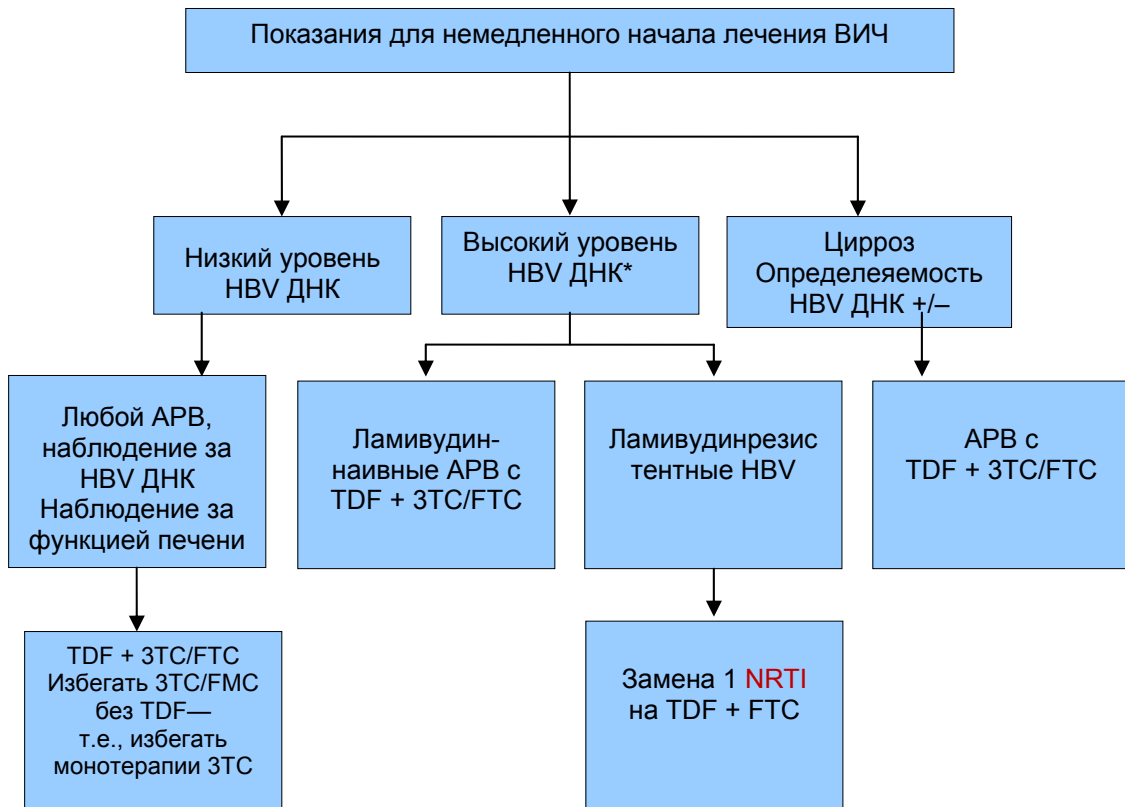 Показания для немедленного начала лечения ВИЧ
Низкий уровень
HBV ДНК
Высокий уровень
HBV ДНК*
Цирроз
Определеяемость
HBV ДНК +/–
Любой АРВ,
наблюдение за
HBV ДНК
Наблюдение за
функцией печени
Ламивудин-
наивные АРВ с
TDF + 3TC/FTC
Ламивудинрезис
тентные HBV
АРВ с
TDF + 3TC/FTC
TDF + 3TC/FTC
Избегать 3TC/FMC
без TDF—
т.е., избегать
монотерапии 3ТС
Замена 1 NRTI
на TDF + FTC